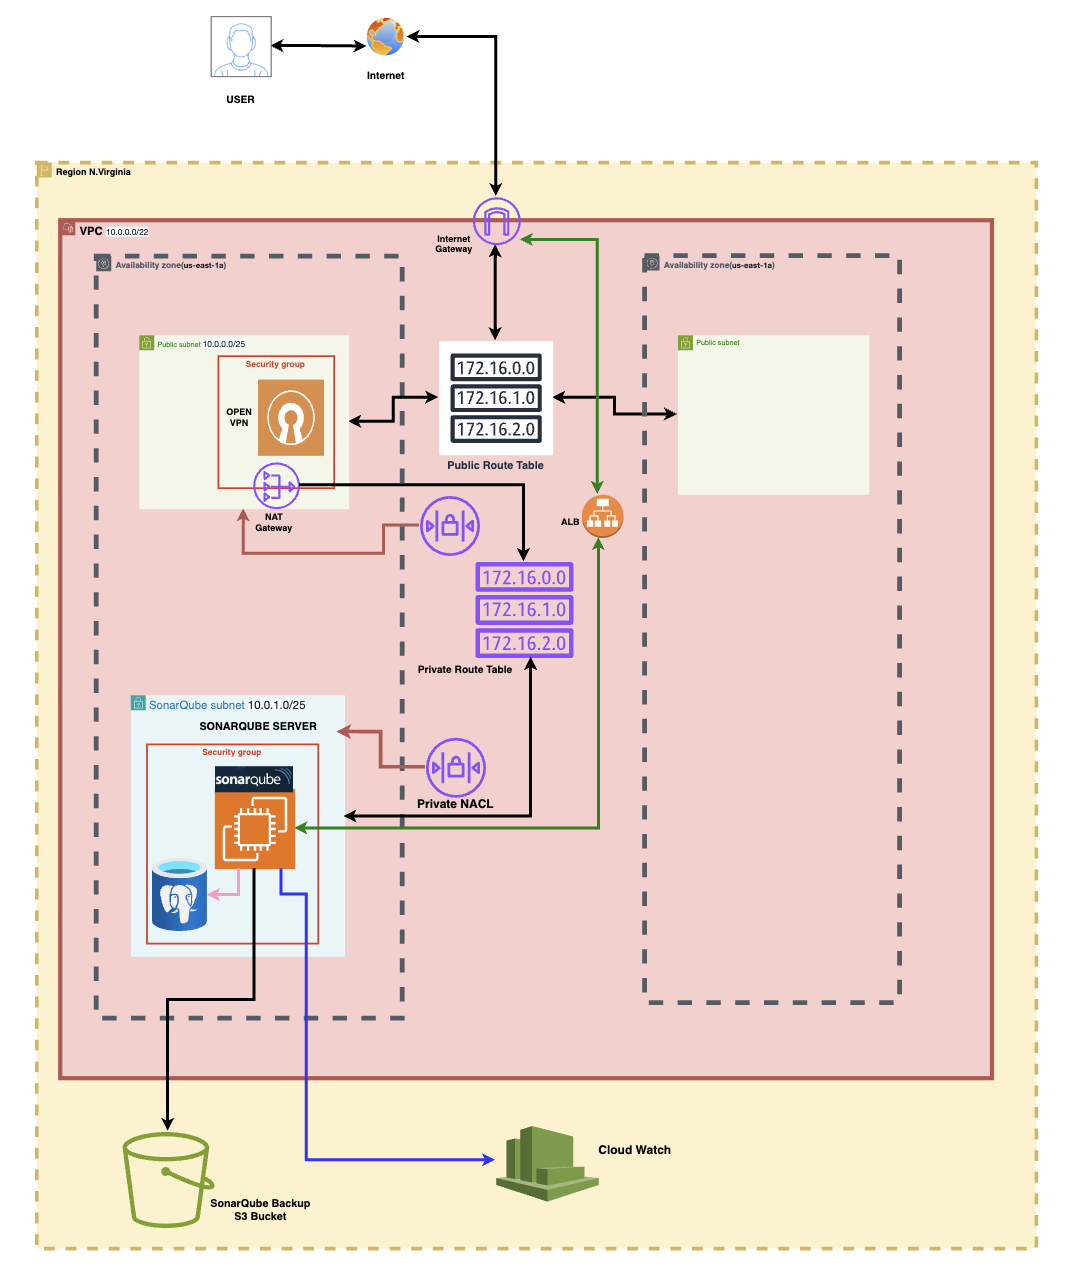 USER
Internet
Region N.Virginia
VPC 10.0.0.0/22
Internet
Gateway
Availability zone(us-east-1a)
Availability zone(us-east-1a)
Public subnet 10.0.0.0/25
Security group
OPEN
VPN
NAT
Gateway
172.16.0.0
172.16.1.0
172.16.2.0
Public Route Table
Public subnet
ALB
172.16.0.0
172.16.1.0
172.16.2.0
Private Route Table
SonarQube subnet 10.0.1.0/25
SONARQUBE SERVER
Security group
sonarqube
Private NACL
SonarQube Backup
S3 Bucket
Cloud Watch